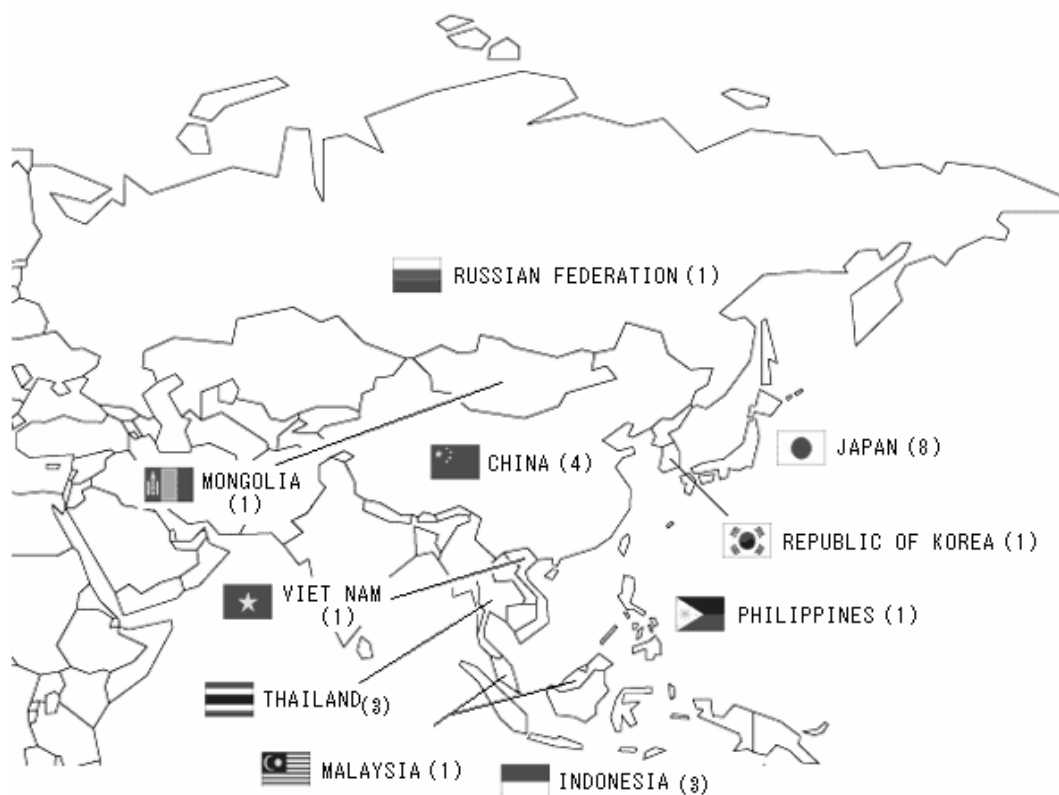 RUSSIAN FEDERATION (1)
JAPAN (8)
CHINA (4)
MONGOLIA
(1)
REPUBLIC OF KOREA (1)
VIET NAM
(1)
PHILIPPINES (1)
THAILAND (3)
MALAYSIA (1)
INDONESIA (3)